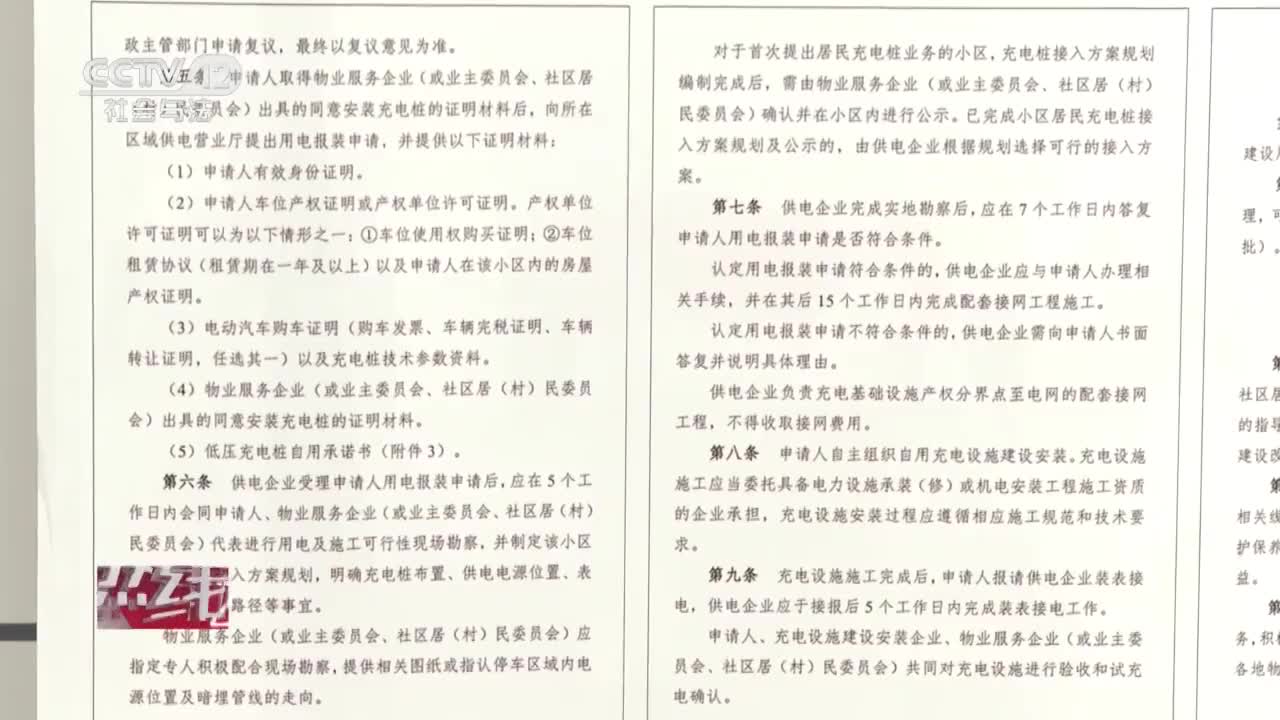 政主管部门申请复议，最终以复议意见为准。
五条 申请人取得物业服务企业（或业主委员会、社区居
民委员会）出具的同意安装充电桩的证明材料后，向所在
区域供电营业厅提出用电报装申请，并提供以下证明材料：
（1）申请人有效身份证明。
（2）申请人车位产权证明或产权单位许可证明。产权单位
许可证明可以为以下情形之一：①车位使用权购买证明；②车位
租赁协议（租赁期在一年及以上）以及申请人在该小区内的房屋
产权证明。
（3）电动汽车购车证明（购车发票、车辆完税证明、车辆
转让证明，任选其一）以及充电桩技术参数资料。
（4）物业服务企业（或业主委员会、社区居（村）民委员
会）出具的同意安装充电桩的证明材料。
（5）低压充电桩自用承诺书（附件3）。
第六条 供电企业受理申请人用电报装申请后，应在5个工
作日内会同申请人、物业服务企业（或业主委员会、社区居（村）
民委员会）代表进行用电及施工可行性现场勘察，并制定该小区
入方案规划，明确充电桩布置、供电电源位置、表
路径等事宜。
物业服务企业（或业主委员会、社区居（村）民委员会）应
指定专人积极配合现场勘察，提供相关图纸或指认停车区域内电
源位置及暗埋管线的走向。
对于首次提出居民充电桩业务的小区，充电桩接入方案规划
编制完成后，需由物业服务企业（或业主委员会、社区居（村）
民委员会）确认并在小区内进行公示。已完成小区居民充电桩接
入方案规划及公示的，由供电企业根据规划选择可行的接入方
案。
第七条 供电企业完成实地勘察后，应在7个工作日内答复
申请人用电报装申请是否符合条件。
认定用电报装申请符合条件的，供电企业应与申请人办理相
关手续，并在其后15个工作日内完成配套接网工程施工。
认定用电报装申请不符合条件的，供电企业需向申请人书面
答复并说明具体理由。
供电企业负责充电基础设施产权分界点至电网的配套接网
工程，不得收取接网费用。
第八条 申请人自主组织自用充电设施建设安装。充电设施
施工应当委托具备电力设施承装（修）或机电安装工程施工资质
的企业承担，充电设施安装过程应遵循相应施工规范和技术要
求。
第九条 充电设施施工完成后，申请人报请供电企业装表接
电，供电企业应于接报后5个工作日内完成装表接电工作。
申请人、充电设施建设安装企业、物业服务企业（或业主委
员会、社区居（村）民委员会）共同对充电设施进行验收和试充
电确认。
建设
理，
批）。
社区居
的指导
建设改
相关线
护保养
益。
务，积极
各地物
CCTV 12
社会与法
热线